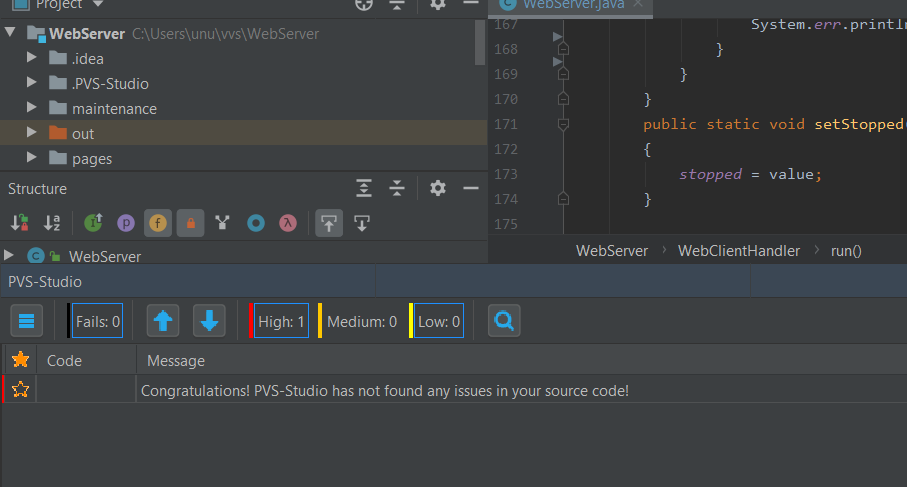 Project
WebServer C:\Users\unu\vvs\WebServer
.idea
.PVS-Studio
maintenance
out
pages
WebServer.java
167 System.err.println
168 }
169 }
170 }
171 public static void setStopped
172 {
173 stopped = value;
174 }
175
Structure
WebServer
WebServer > WebClientHandler > run()
PVS-Studio
Fails: 0 High: 1 Medium: 0 Low: 0
Code Message
Congratulations! PVS-Studio has not found any issues in your source code!